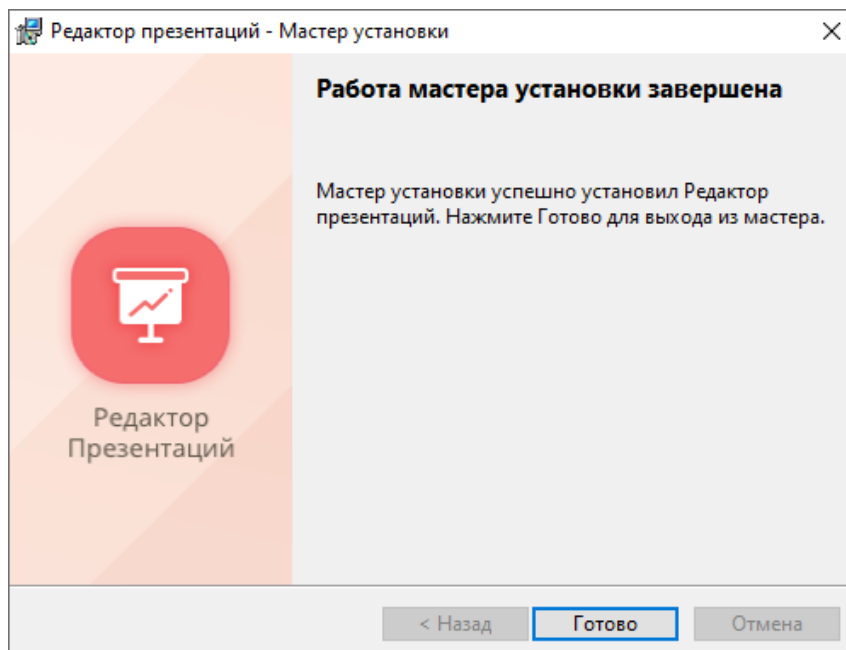 Редактор презентаций - Мастер установки
Работа мастера установки завершена
Мастер установки успешно установил Редактор
презентаций. Нажмите Готово для выхода из мастера.
Редактор
Презентаций
< Назад
Готово
Отмена